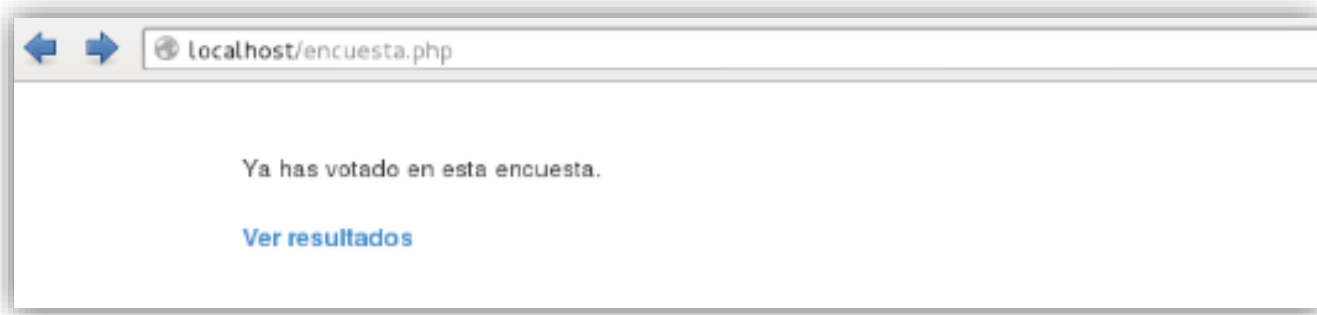 localhost/encuesta.php
Ya has votado en esta encuesta.
Ver resultados